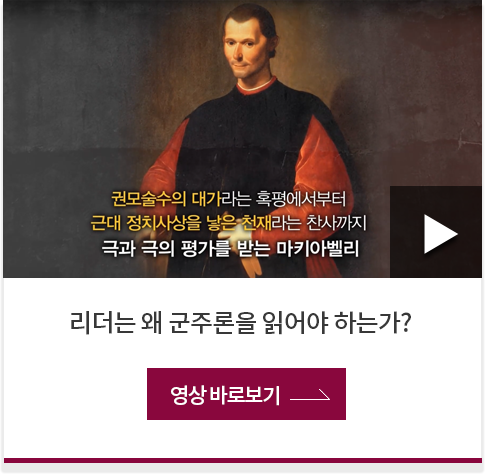 권모술수의 대가라는 혹평에서부터
근대 정치사상을 낳은 천재라는 찬사까지
극과 극의 평가를 받는 마키아벨리
리더는 왜 군주론을 읽어야 하는가?
영상 바로보기